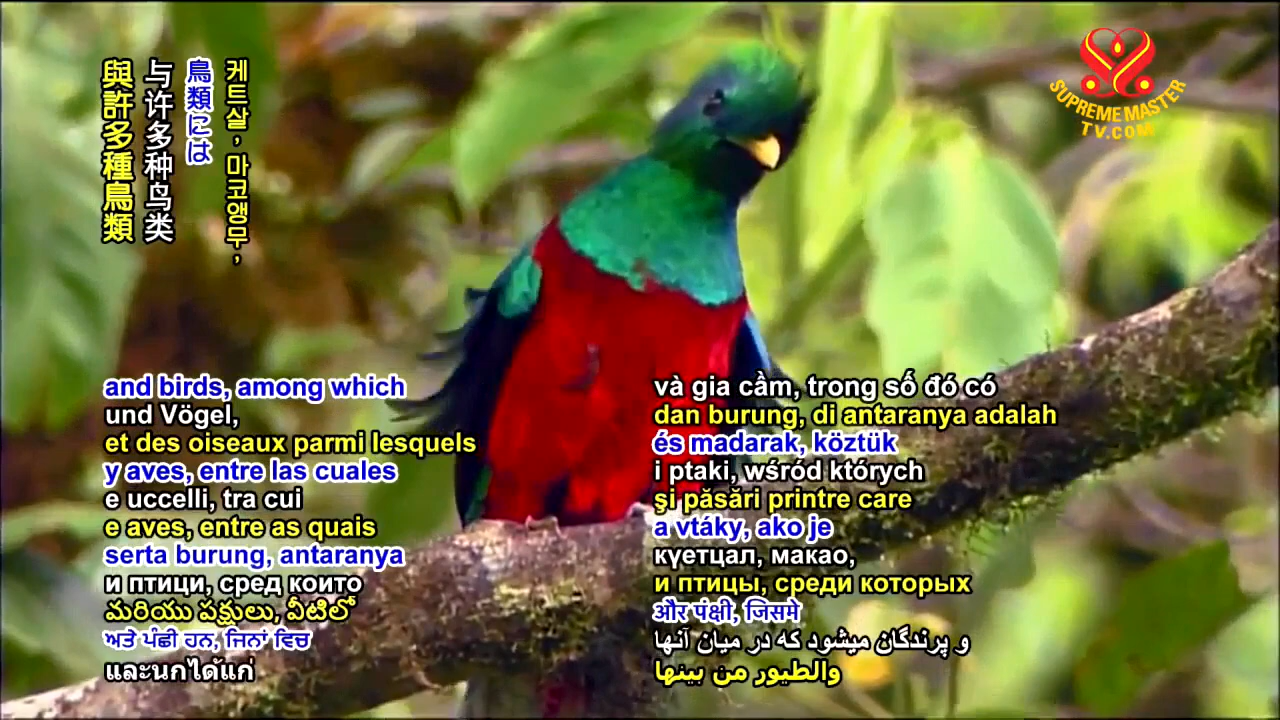 與許多種鳥類
与许多种鸟类
鳥類には
케트살, 마코앵무,
SUPREME MASTER
TV.COM
and birds, among which
und Vögel,
et des oiseaux parmi lesquels
y aves, entre las cuales
e uccelli, tra cui
e aves, entre as quais
serta burung, antaranya
и птици, сред които
మరియు పక్షులు, వీటిలో
ਅਤੇ ਪੰਛੀ ਹਨ, ਜਿਨਾਂ ਵਿਚ
และนกได้แก่
và gia cầm, trong số đó có
dan burung, di antaranya adalah
és madarak, köztük
i ptaki, wśród których
şi păsări printre care
a vtáky, ako je
күетцал, макао,
и птицы, среди которых
और पंक्षी, जिसमे
و پرندگان میشود که در میان آنها
والطيور من بينها